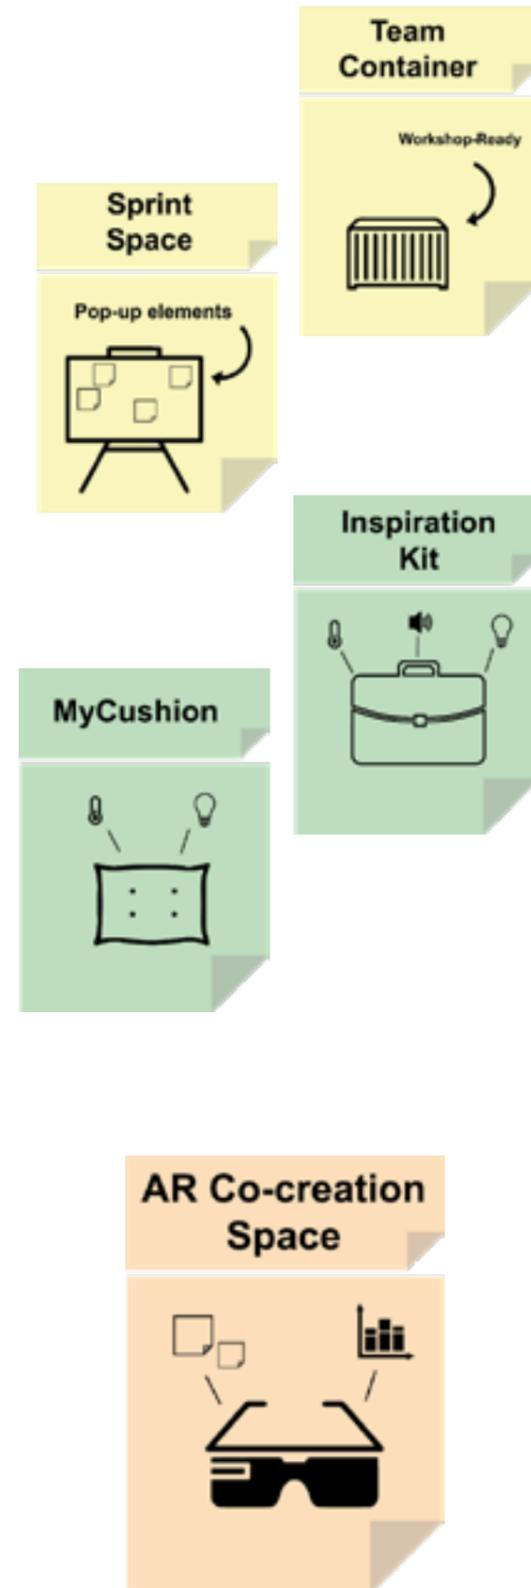 Team
Container
Workshop-Ready
Sprint
Space
Pop-up elements
Inspiration
Kit
MyCushion
AR Co-creation
Space